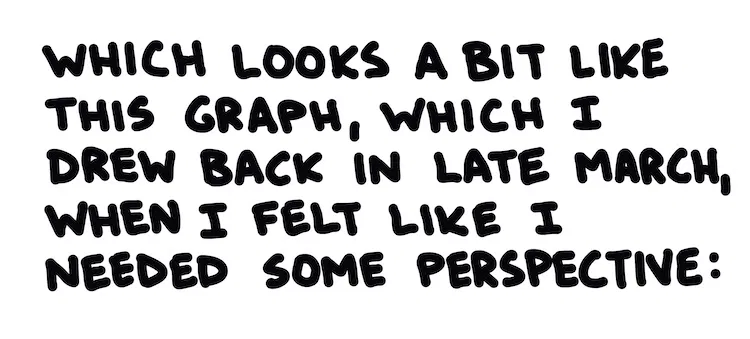 WHICH LOOKS A BIT LIKE
THIS GRAPH, WHICH I
DREW BACK IN LATE MARCH,
WHEN I FELT LIKE I
NEEDED SOME PERSPECTIVE: